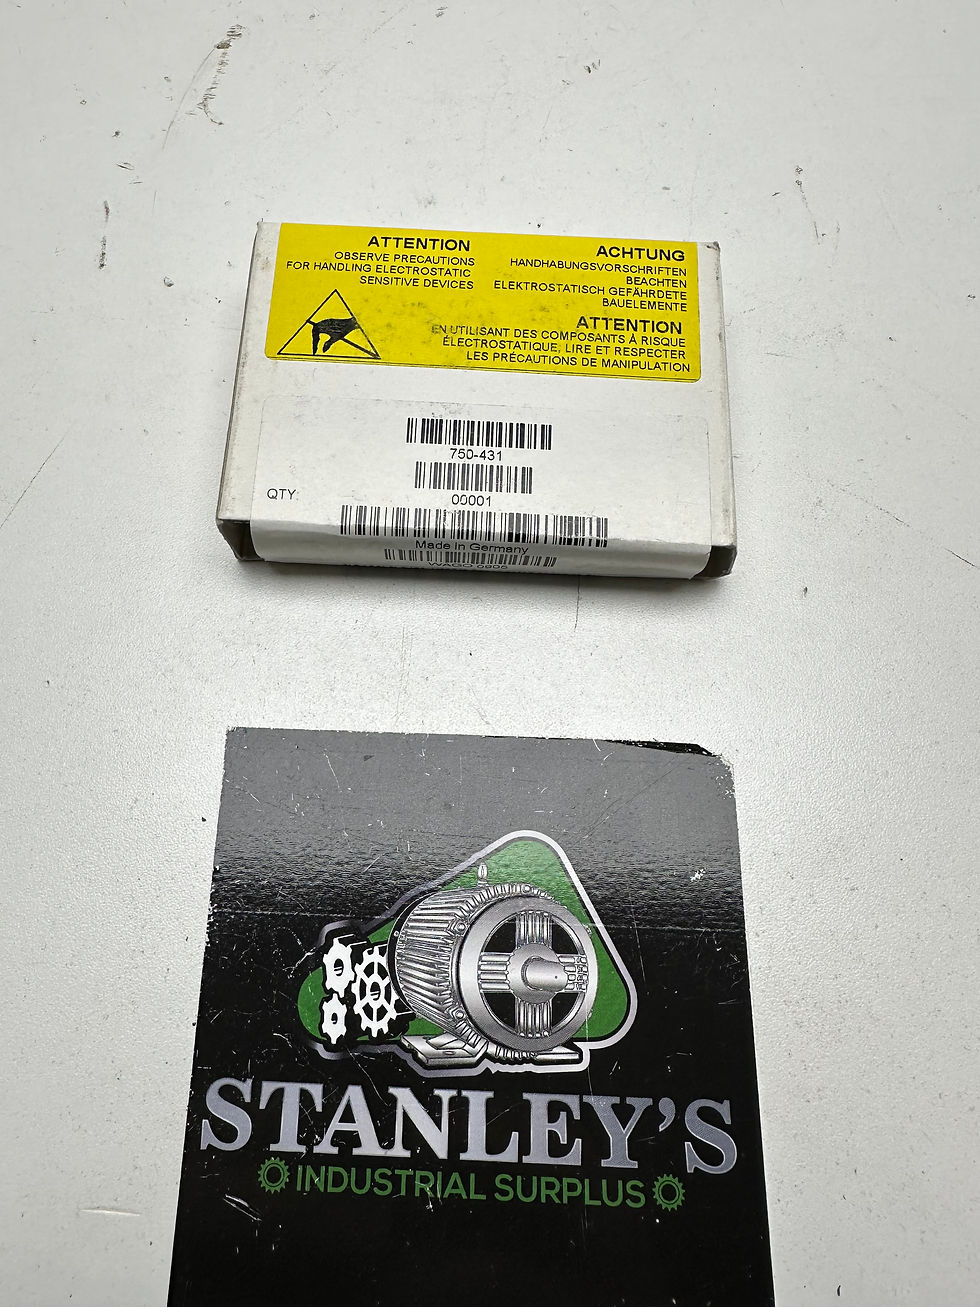 ATTENTION
OBSERVE PRECAUTIONS
FOR HANDLING ELECTROSTATIC
SENSITIVE DEVICES
ACHTUNG
HANDHABUNGSVORSCHRIFTEN
BEACHTEN
ELEKTROSTATISCH GEFÄHRDETE
BAUELEMENTE
ATTENTION
EN UTILISANT DES COMPOSANTS À RISQUE
ÉLECTROSTATIQUE, LIRE ET RESPECTER
LES PRÉCAUTIONS DE MANIPULATION
750-431
QTY:
00001
Made in Germany
WAGO
STANLEY'S
INDUSTRIAL SURPLUS